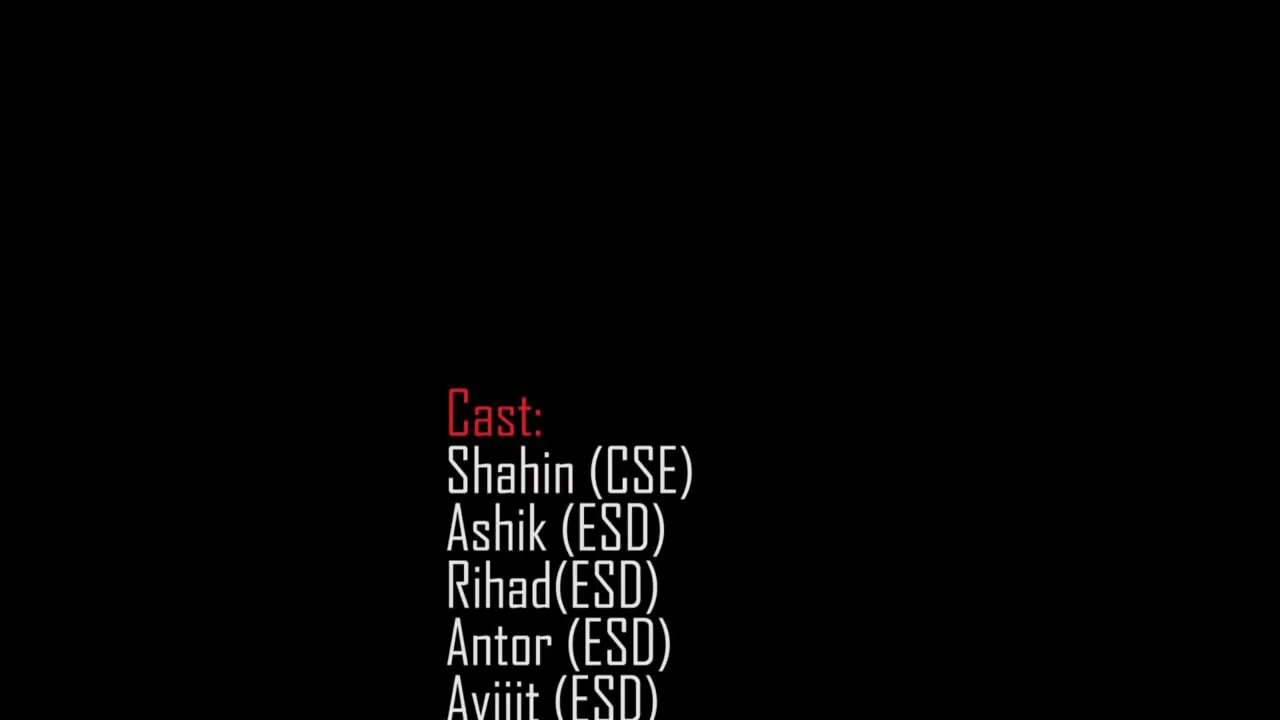 Cast:
Shahin (CSE)
Ashik (ESD)
Rihad(ESD)
Antor (ESD)
Avijit (ESD)